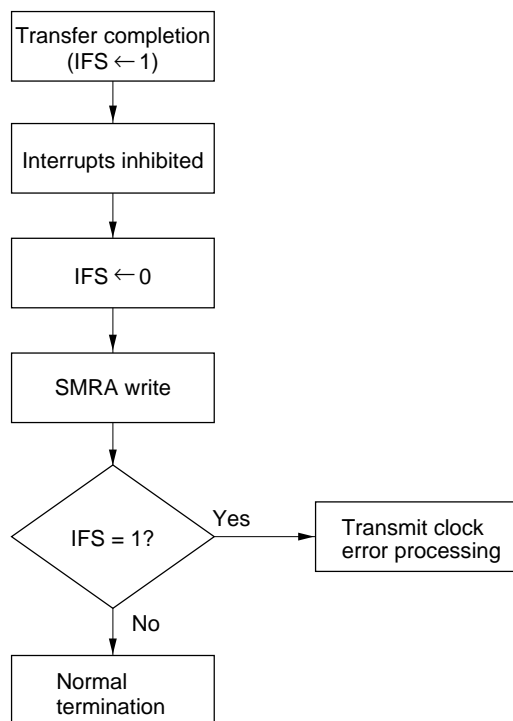 Transfer completion
(IFS ← 1)
Interrupts inhibited
IFS ← 0
SMRA write
IFS = 1?
Yes
Transmit clock
error processing
No
Normal
termination